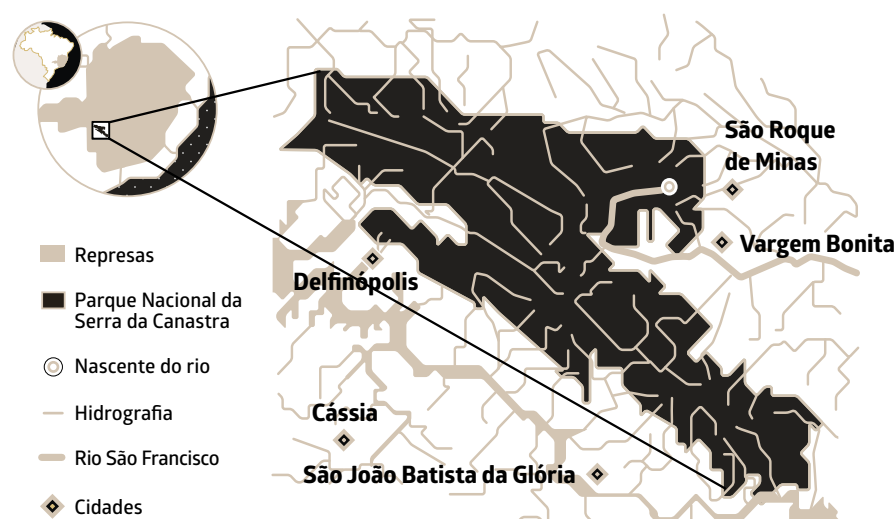 São Roque
de Minas
Vargem Bonita
Delfinópolis
Cássia
São João Batista da Glória
Represas
Parque Nacional da
Serra da Canastra
Nascente do rio
Hidrografia
Rio São Francisco
Cidades